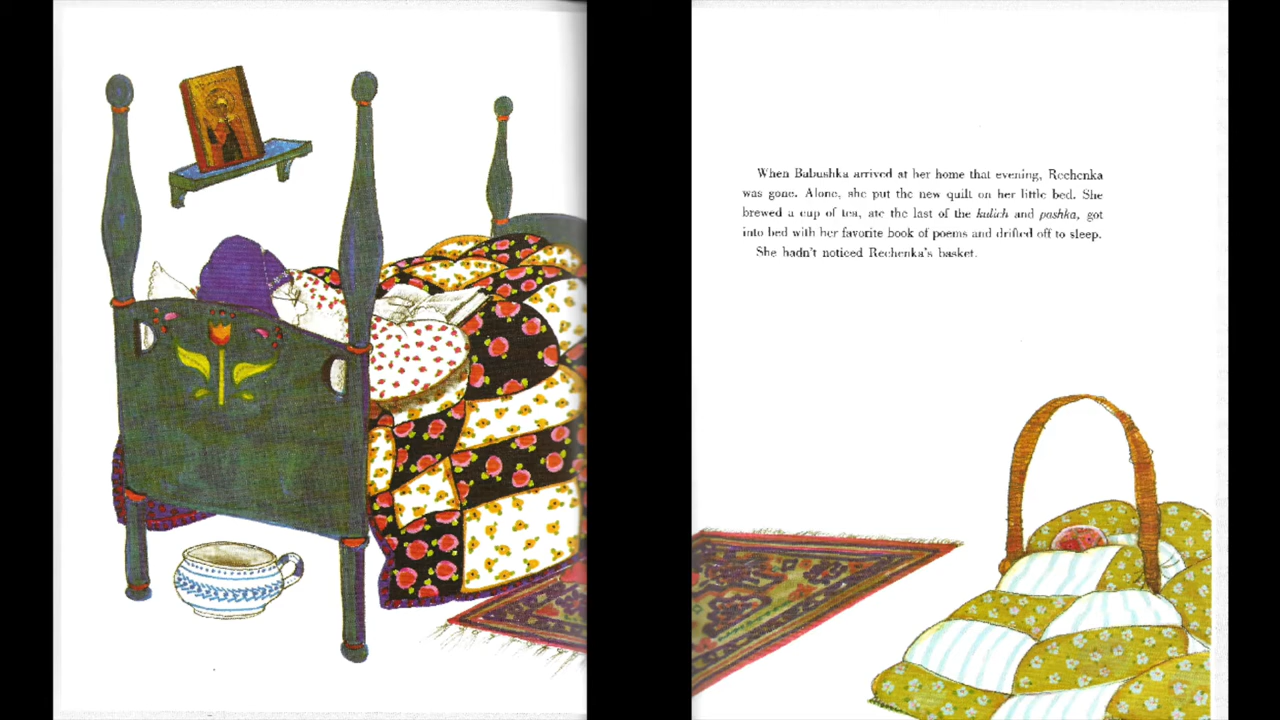 When Babushka arrived at her home that evening, Rechenka
was gone. Alone, she put the new quilt on her little bed. She
brewed a cup of tea, ate the last of the kulich and pashka, got
into bed with her favorite book of poems and drifted off to sleep.
She hadn't noticed Rechenka's basket.